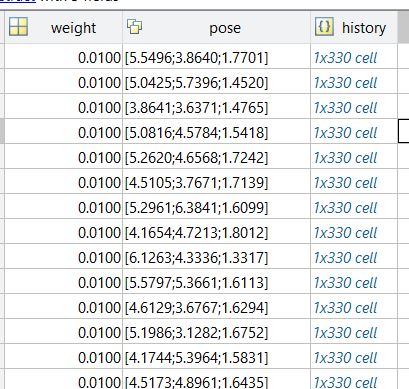 weight pose history
0.0100 [5.5496;3.8640;1.7701] 1x330 cell
0.0100 [5.0425;5.7396;1.4520] 1x330 cell
0.0100 [3.8641;3.6371;1.4765] 1x330 cell
0.0100 [5.0816;4.5784;1.5418] 1x330 cell
0.0100 [5.2620;4.6568;1.7242] 1x330 cell
0.0100 [4.5105;3.7671;1.7139] 1x330 cell
0.0100 [5.2961;6.3841;1.6099] 1x330 cell
0.0100 [4.1654;4.7213;1.8012] 1x330 cell
0.0100 [6.1263;4.3336;1.3317] 1x330 cell
0.0100 [5.5797;5.3661;1.6113] 1x330 cell
0.0100 [4.6129;3.6767;1.6294] 1x330 cell
0.0100 [5.1986;3.1282;1.6752] 1x330 cell
0.0100 [4.1744;5.3964;1.5831] 1x330 cell
0.0100 [4.5173;4.8961;1.6435] 1x330 cell